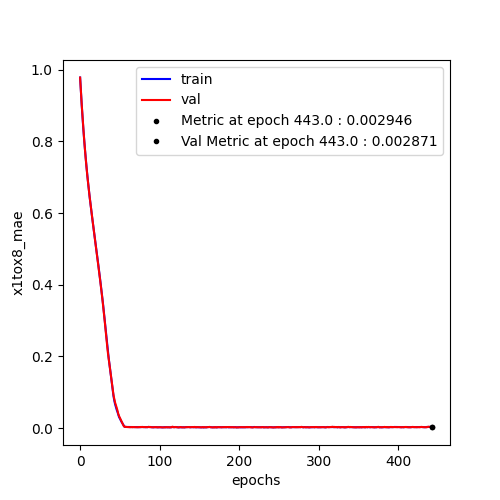 train
val
Metric at epoch 443.0 : 0.002946
Val Metric at epoch 443.0 : 0.002871
1.0
0.8
0.6
0.4
0.2
0.0
x1tox8_mae
0 100 200 300 400
epochs